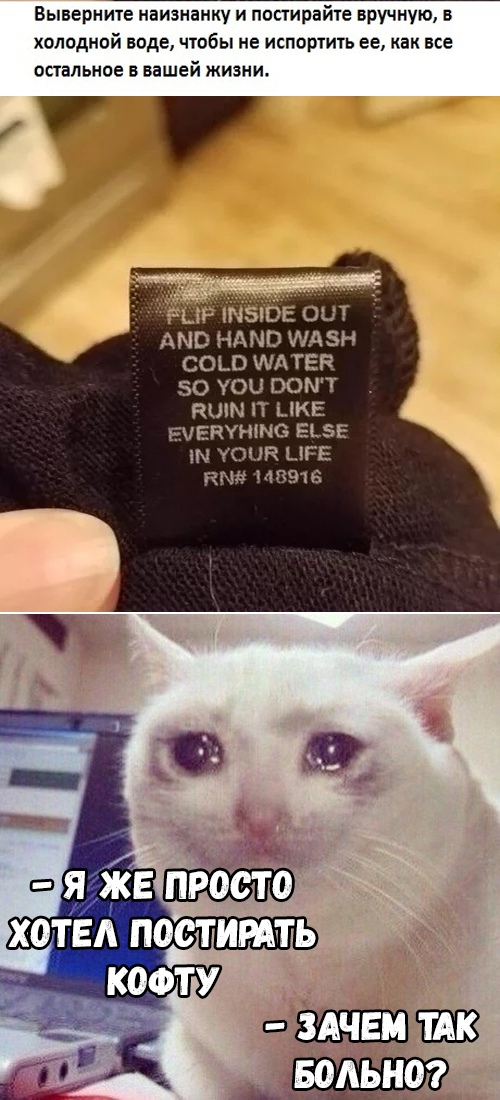 Выверните наизнанку и постирайте вручную, в
холодной воде, чтобы не испортить ее, как все
остальное в вашей жизни.
FLIP INSIDE OUT
AND HAND WASH
COLD WATER
SO YOU DON'T
RUIN IT LIKE
EVERYHING ELSE
IN YOUR LIFE
RN# 148916
– Я ЖЕ ПРОСТО
ХОТЕЛ ПОСТИРАТЬ
КОФТУ
– ЗАЧЕМ ТАК
БОЛЬНО?